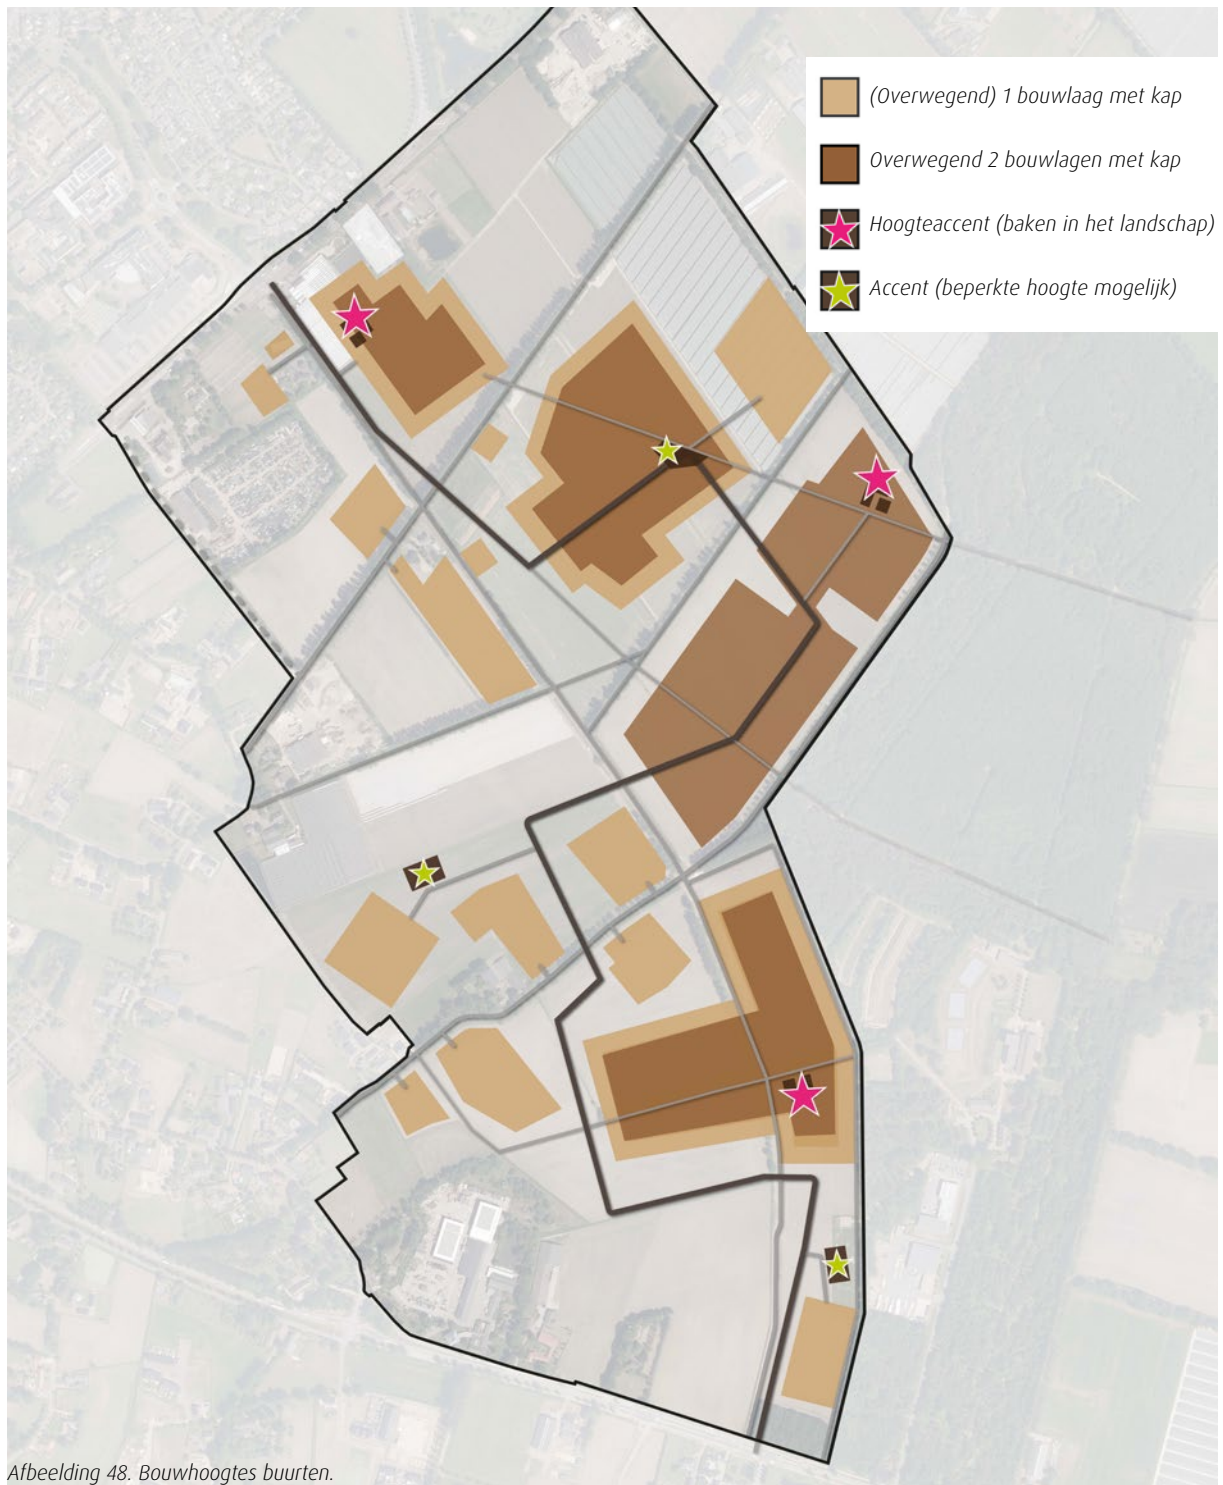 (Overwegend) 1 bouwlaag met kap
Overwegend 2 bouwlagen met kap
Hoogteaccent (baken in het landschap)
Accent (beperkte hoogte mogelijk)
Afbeelding 48. Bouwhoogtes buurten.